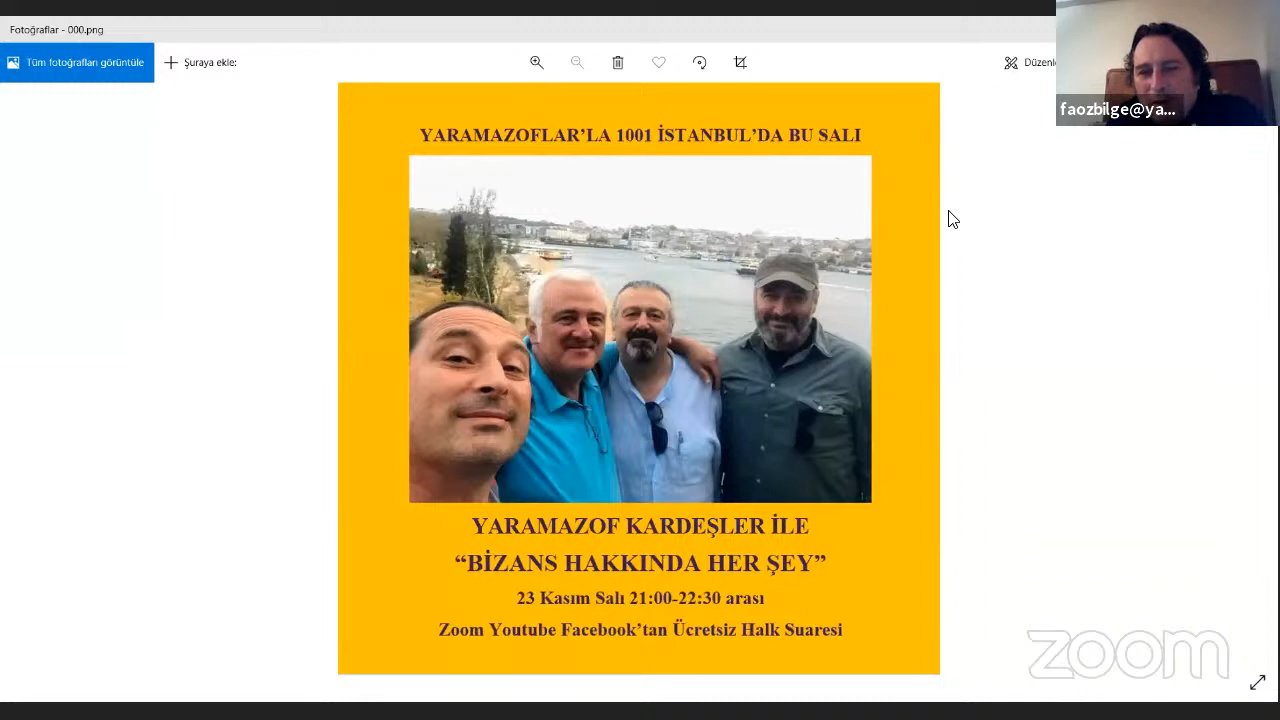 Fotoğraflar - 000.png
Tüm fotoğrafları görüntüle
Şuraya ekle:
Düzenle
faozbilge@ya...
YARAMAZOFLAR’LA 1001 İSTANBUL’DA BU SALI
YARAMAZOF KARDEŞLER İLE
“BİZANS HAKKINDA HER ŞEY”
23 Kasım Salı 21:00-22:30 arası
Zoom Youtube Facebook’tan Ücretsiz Halk Suaresi
zoom